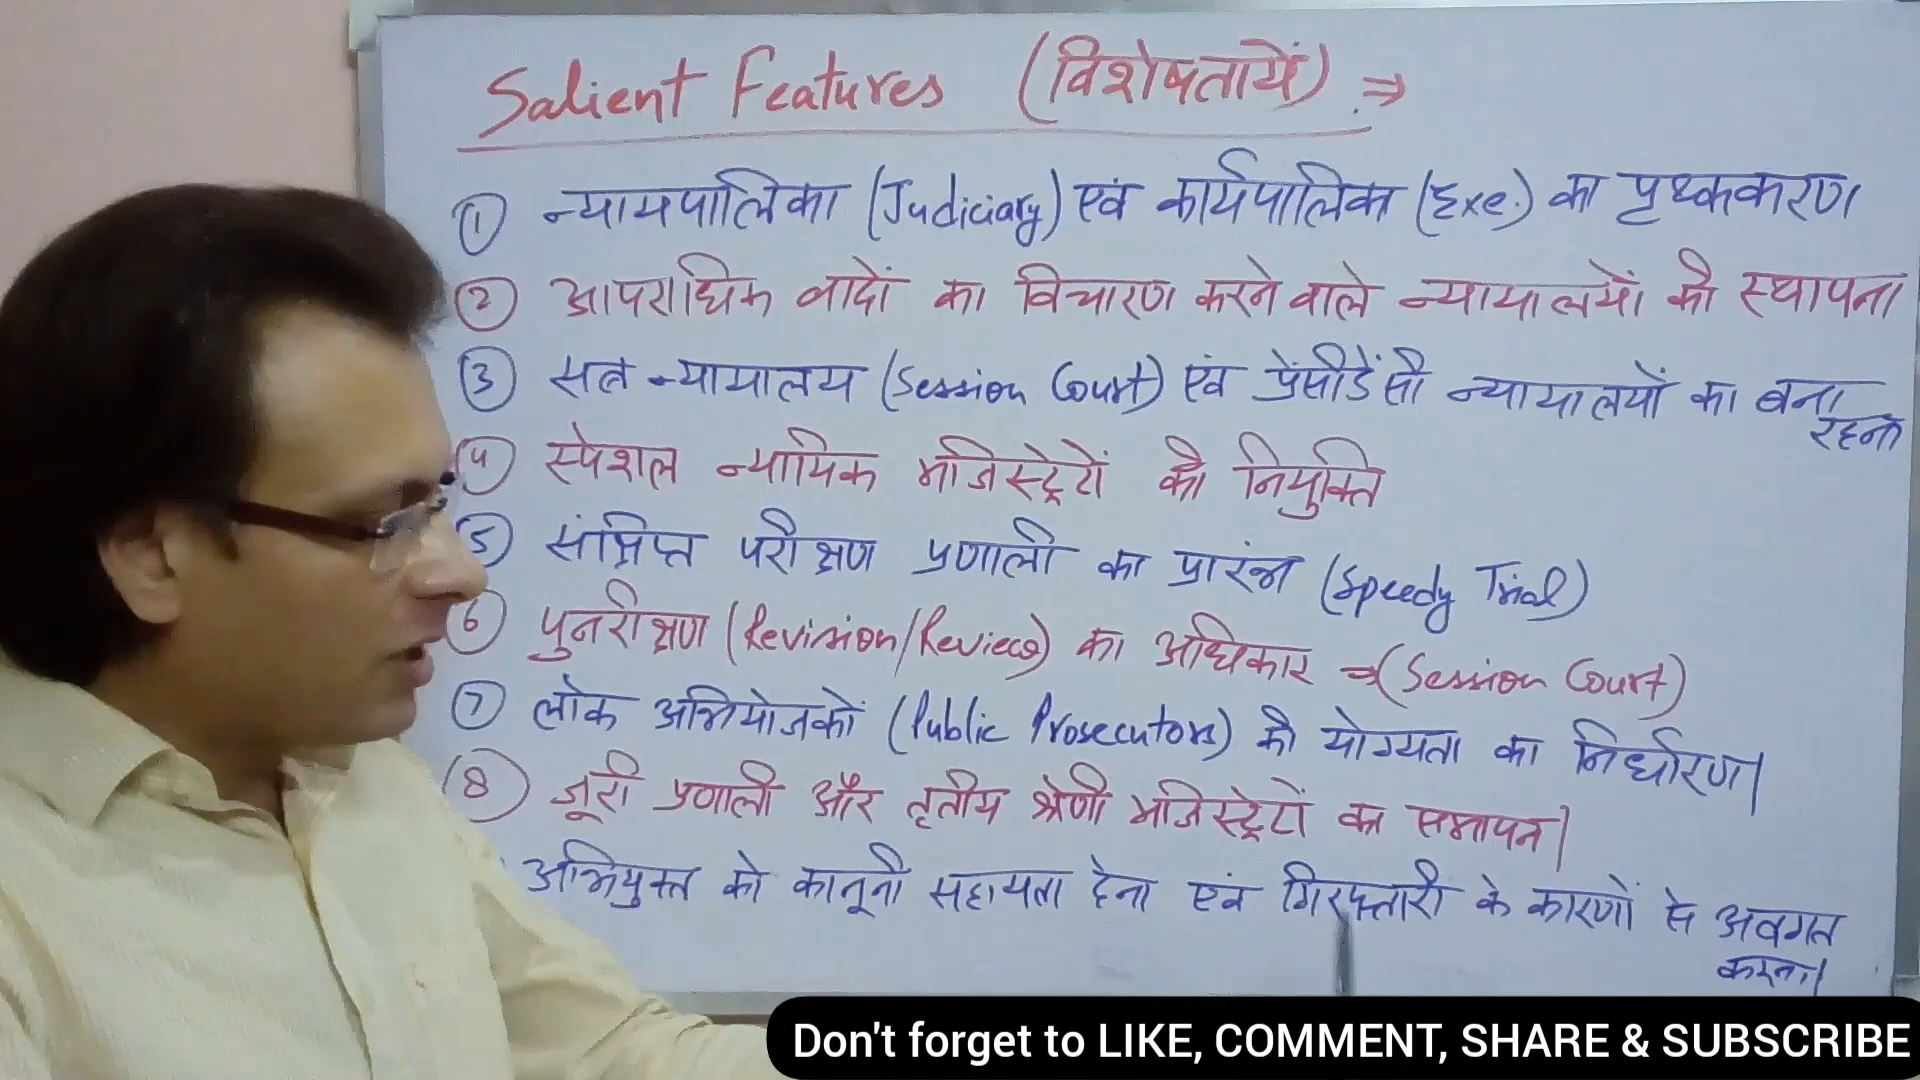 Salient Features (विशेषतायें) :⇒
① न्यायपालिका (Judiciary) एवं कार्यपालिका (Exe.) का पृथ्ककरण
② आपराधिक वादों का विचारण करने वाले न्यायालयों की स्थापना
③ सत्र न्यायालय (Session Court) एवं प्रेंसीडेंसी न्यायालयों का बना
रहना
④ स्पेशल न्यायिक मजिस्ट्रेटों की नियुक्ति
⑤ संक्षिप्त परीक्षण प्रणाली का प्रारंभ (Speedy Trial)
⑥ पुनरीक्षण (Revision/Review) का अधिकार ⇒(Session Court)
⑦ लोक अभियोजकों (Public Prosecutors) की योग्यता का निर्धारण|
⑧ जूरी प्रणाली और तृतीय श्रेणी मजिस्ट्रेटों का समापन|
अभियुक्त को कानूनी सहायता देना एवं गिरफ्तारी के कारणों से अवगत
करना|
Don't forget to LIKE, COMMENT, SHARE & SUBSCRIBE